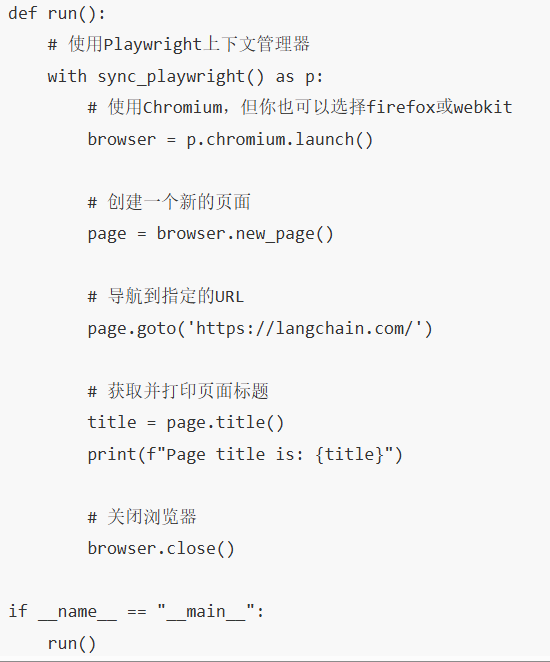 def run():
    # 使用Playwright上下文管理器
    with sync_playwright() as p:
        # 使用Chromium，但你也可以选择firefox或webkit
        browser = p.chromium.launch()

        # 创建一个新的页面
        page = browser.new_page()

        # 导航到指定的URL
        page.goto('https://langchain.com/')

        # 获取并打印页面标题
        title = page.title()
        print(f"Page title is: {title}")

        # 关闭浏览器
        browser.close()

if __name__ == "__main__":
    run()